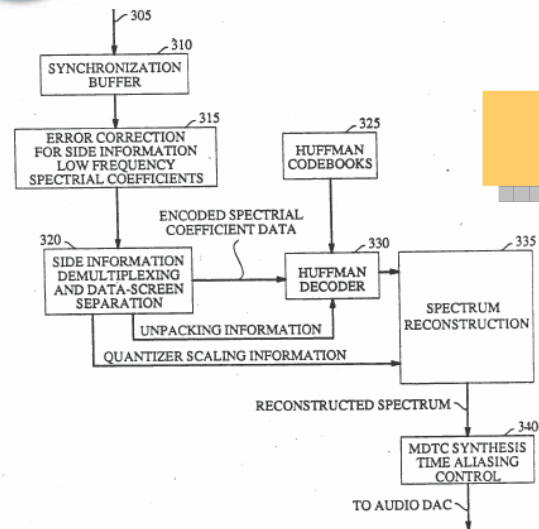 305
310
SYNCHRONIZATION
BUFFER
315
ERROR CORRECTION
FOR SIDE INFORMATION
LOW FREQUENCY
SPECTRIAL COEFFICIENTS
325
HUFFMAN
CODEBOOKS
ENCODED SPECTRIAL
COEFFICIENT DATA
320
SIDE INFORMATION
DEMULTIPLEXING
AND DATA-SCREEN
SEPARATION
330
HUFFMAN
DECODER
335
SPECTRUM
RECONSTRUCTION
UNPACKING INFORMATION
QUANTIZER SCALING INFORMATION
RECONSTRUCTED SPECTRUM
340
MDTC SYNTHESIS
TIME ALIASING
CONTROL
TO AUDIO DAC